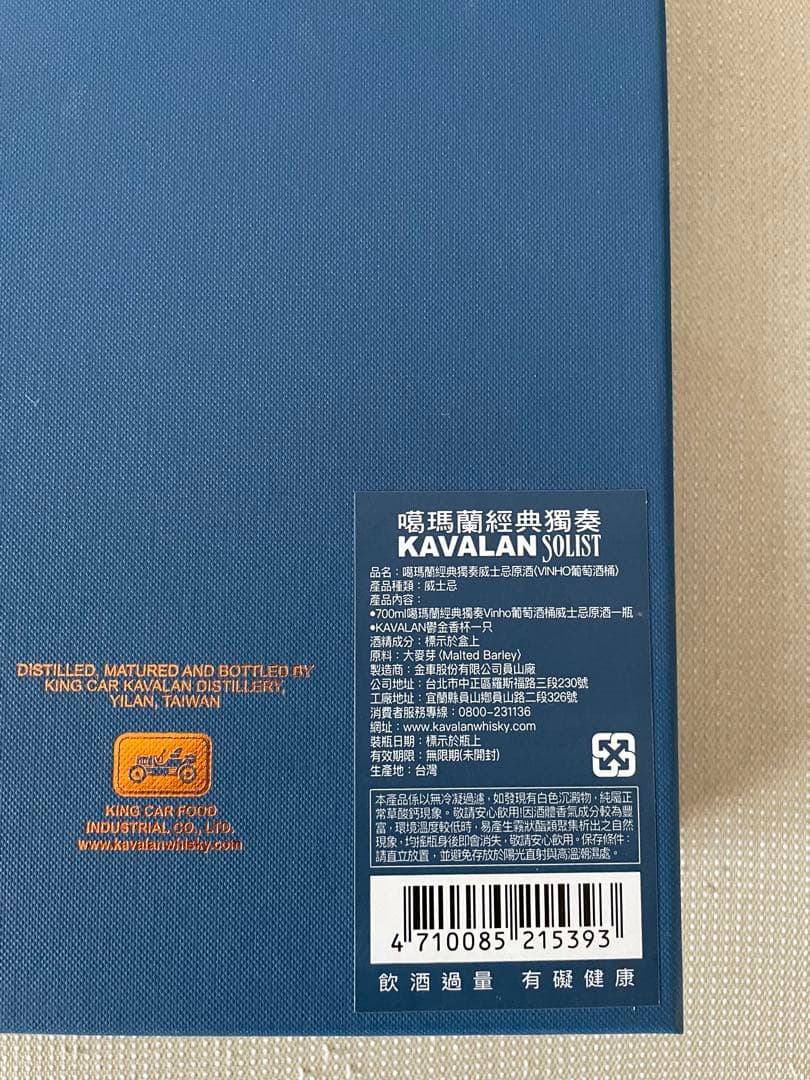 DISTILLED, MATURED AND BOTTLED BY
KING CAR KAVALAN DISTILLERY,
YILAN, TAIWAN
KING CAR FOOD
INDUSTRIAL CO., LTD.
www.kavalanwhisky.com
噶瑪蘭經典獨奏
KAVALAN SOLIST
品名：噶瑪蘭經典獨奏威士忌原酒(VINHO葡萄酒桶)
產品種類：威士忌
產品內容：
•700ml噶瑪蘭經典獨奏Vinho葡萄酒桶威士忌原酒一瓶
•KAVALAN鬱金香杯一只
酒精成分：標示於盒上
原料：大麥芽(Malted Barley)
製造商：金車股份有限公司員山廠
公司地址：台北市中正區羅斯福路三段230號
工廠地址：宜蘭縣員山鄉員山路二段326號
消費者服務專線：0800-231136
網址：www.kavalanwhisky.com
裝瓶日期：標示於瓶上
有效期限：無限期(未開封)
生產地：台灣
本產品係以無冷凝過濾，如發現有白色沉澱物，純屬正
常草酸鈣現象。敬請安心飲用!因酒體香氣成分較為豐
富，環境溫度較低時，易產生霧狀酯類聚集析出之自然
現象，均搖瓶身後即會消失，敬請安心飲用。保存條件：
請直立放置，並避免存放於陽光直射與高溫潮濕處。
4 710085 215393
飲酒過量 有礙健康